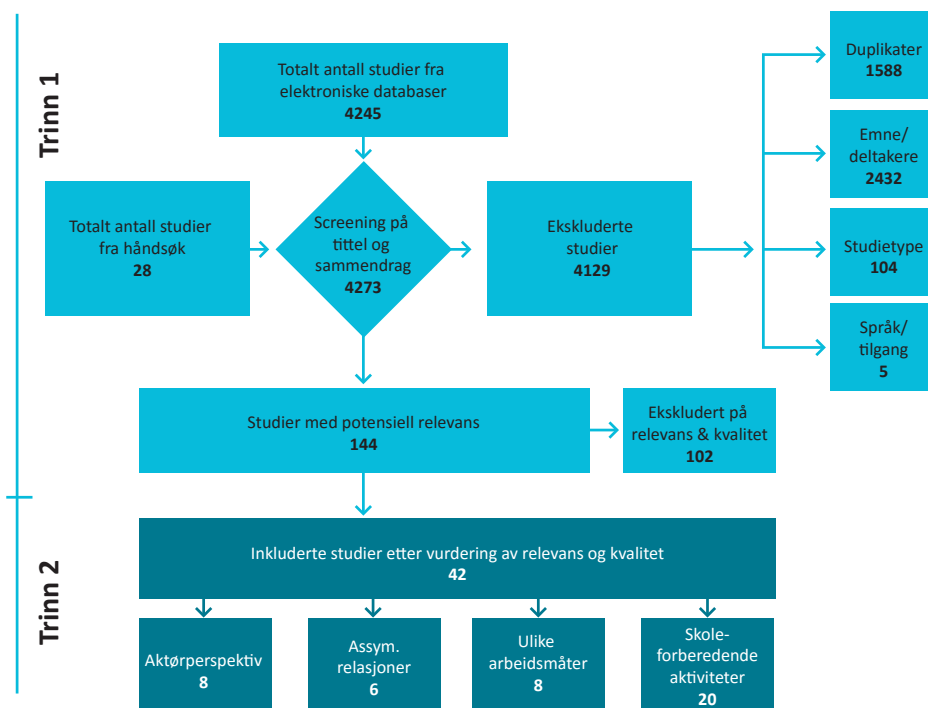 Trinn 1
Totalt antall studier fra
elektroniske databaser
4245
Totalt antall studier
fra håndsøk
28
Screening på
tittel og
sammendrag
4273
Ekskluderte
studier
4129
Duplikater
1588
Emne/
deltakere
2432
Studietype
104
Språk/
tilgang
5
Studier med potensiell relevans
144
Ekskludert på
relevans & kvalitet
102
Trinn 2
Inkluderte studier etter vurdering av relevans og kvalitet
42
Aktørperspektiv
8
Assym.
relasjoner
6
Ulike
arbeidsmåter
8
Skole-
forberedende
aktiviteter
20